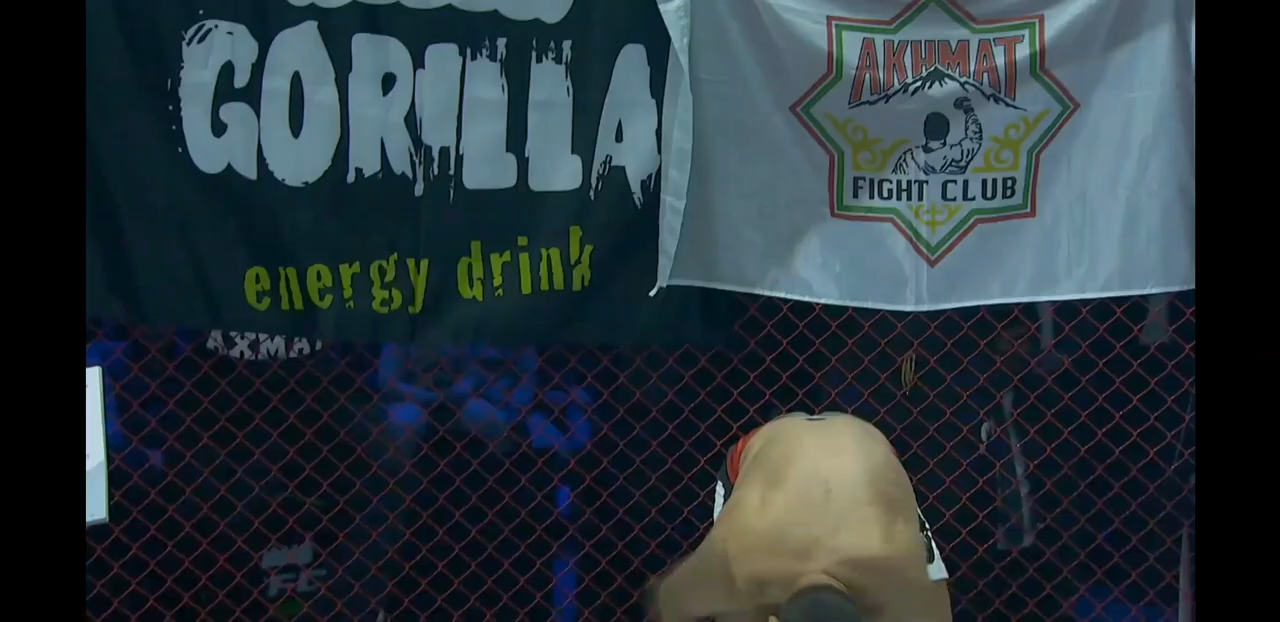 GORILLA
energy drink
AKHMAT
FIGHT CLUB
АХМАТ